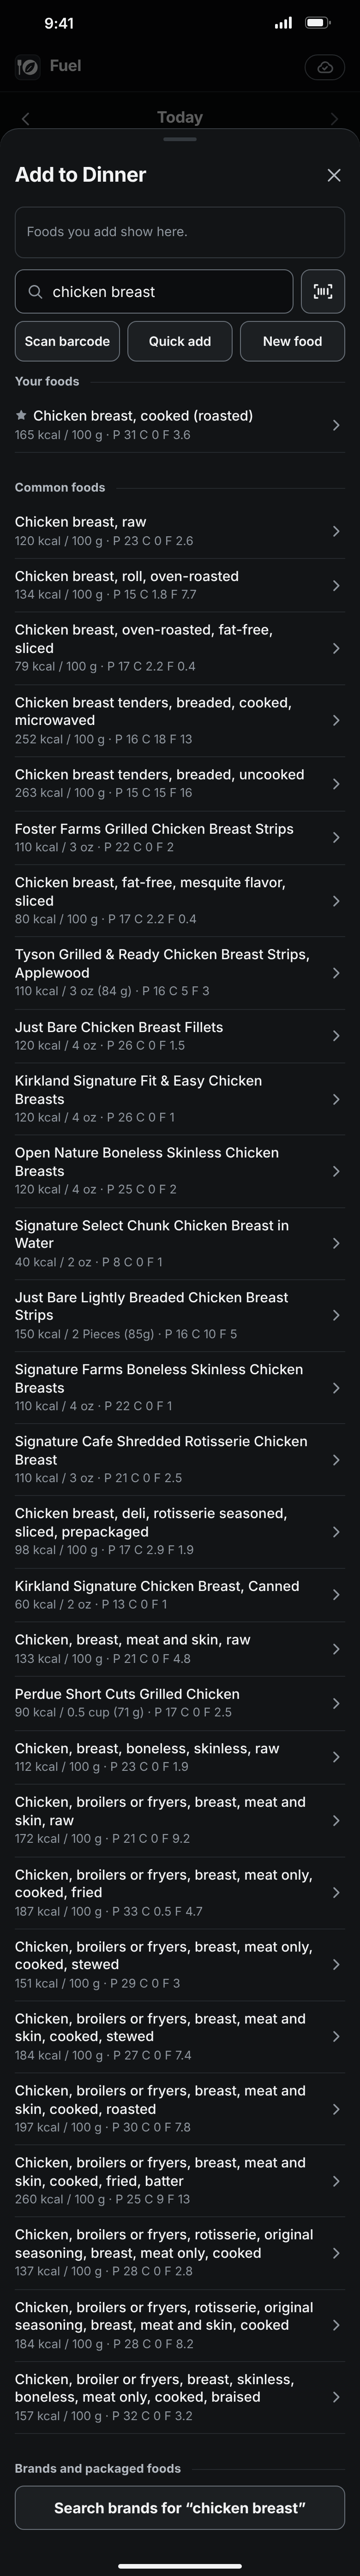 9:41
Fuel
Today
Add to Dinner
Foods you add show here.
chicken breast
Scan barcode
Quick add
New food
Your foods
Chicken breast, cooked (roasted)
165 kcal / 100 g · P 31 C 0 F 3.6
Common foods
Chicken breast, raw
120 kcal / 100 g · P 23 C 0 F 2.6
Chicken breast, roll, oven-roasted
134 kcal / 100 g · P 15 C 1.8 F 7.7
Chicken breast, oven-roasted, fat-free,
sliced
79 kcal / 100 g · P 17 C 2.2 F 0.4
Chicken breast tenders, breaded, cooked,
microwaved
252 kcal / 100 g · P 16 C 18 F 13
Chicken breast tenders, breaded, uncooked
263 kcal / 100 g · P 15 C 15 F 16
Foster Farms Grilled Chicken Breast Strips
110 kcal / 3 oz · P 22 C 0 F 2
Chicken breast, fat-free, mesquite flavor,
sliced
80 kcal / 100 g · P 17 C 2.2 F 0.4
Tyson Grilled & Ready Chicken Breast Strips,
Applewood
110 kcal / 3 oz (84 g) · P 16 C 5 F 3
Just Bare Chicken Breast Fillets
120 kcal / 4 oz · P 26 C 0 F 1.5
Kirkland Signature Fit & Easy Chicken
Breasts
120 kcal / 4 oz · P 26 C 0 F 1
Open Nature Boneless Skinless Chicken
Breasts
120 kcal / 4 oz · P 25 C 0 F 2
Signature Select Chunk Chicken Breast in
Water
40 kcal / 2 oz · P 8 C 0 F 1
Just Bare Lightly Breaded Chicken Breast
Strips
150 kcal / 2 Pieces (85g) · P 16 C 10 F 5
Signature Farms Boneless Skinless Chicken
Breasts
110 kcal / 4 oz · P 22 C 0 F 1
Signature Cafe Shredded Rotisserie Chicken
Breast
110 kcal / 3 oz · P 21 C 0 F 2.5
Chicken breast, deli, rotisserie seasoned,
sliced, prepackaged
98 kcal / 100 g · P 17 C 2.9 F 1.9
Kirkland Signature Chicken Breast, Canned
60 kcal / 2 oz · P 13 C 0 F 1
Chicken, breast, meat and skin, raw
133 kcal / 100 g · P 21 C 0 F 4.8
Perdue Short Cuts Grilled Chicken
90 kcal / 0.5 cup (71 g) · P 17 C 0 F 2.5
Chicken, breast, boneless, skinless, raw
112 kcal / 100 g · P 23 C 0 F 1.9
Chicken, broilers or fryers, breast, meat and
skin, raw
172 kcal / 100 g · P 21 C 0 F 9.2
Chicken, broilers or fryers, breast, meat only,
cooked, fried
187 kcal / 100 g · P 33 C 0.5 F 4.7
Chicken, broilers or fryers, breast, meat only,
cooked, stewed
151 kcal / 100 g · P 29 C 0 F 3
Chicken, broilers or fryers, breast, meat and
skin, cooked, stewed
184 kcal / 100 g · P 27 C 0 F 7.4
Chicken, broilers or fryers, breast, meat and
skin, cooked, roasted
197 kcal / 100 g · P 30 C 0 F 7.8
Chicken, broilers or fryers, breast, meat and
skin, cooked, fried, batter
260 kcal / 100 g · P 25 C 9 F 13
Chicken, broilers or fryers, rotisserie, original
seasoning, breast, meat only, cooked
137 kcal / 100 g · P 28 C 0 F 2.8
Chicken, broilers or fryers, rotisserie, original
seasoning, breast, meat and skin, cooked
184 kcal / 100 g · P 28 C 0 F 8.2
Chicken, broiler or fryers, breast, skinless,
boneless, meat only, cooked, braised
157 kcal / 100 g · P 32 C 0 F 3.2
Brands and packaged foods
Search brands for “chicken breast”